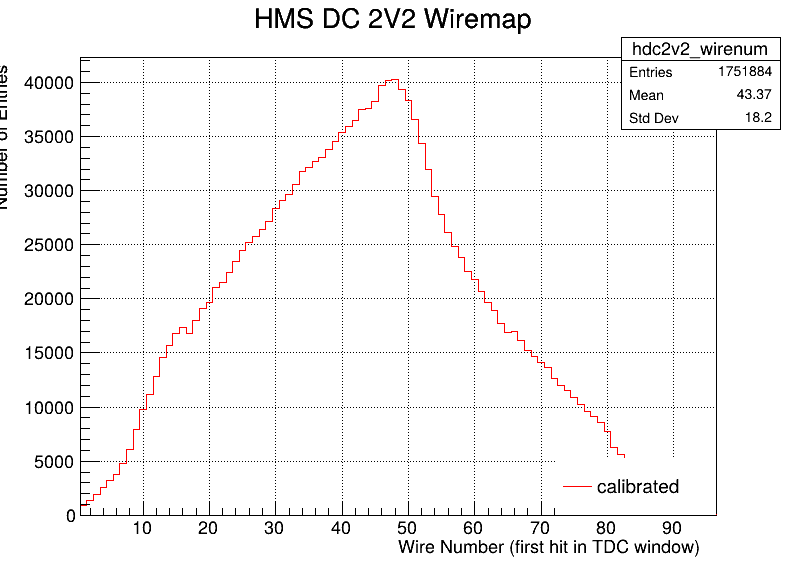 HMS DC 2V2 Wiremap
hdc2v2_wirenum
Entries 1751884
Mean 43.37
Std Dev 18.2
Number of Entries
40000
35000
30000
25000
20000
15000
10000
5000
0
10 20 30 40 50 60 70 80 90
Wire Number (first hit in TDC window)
calibrated